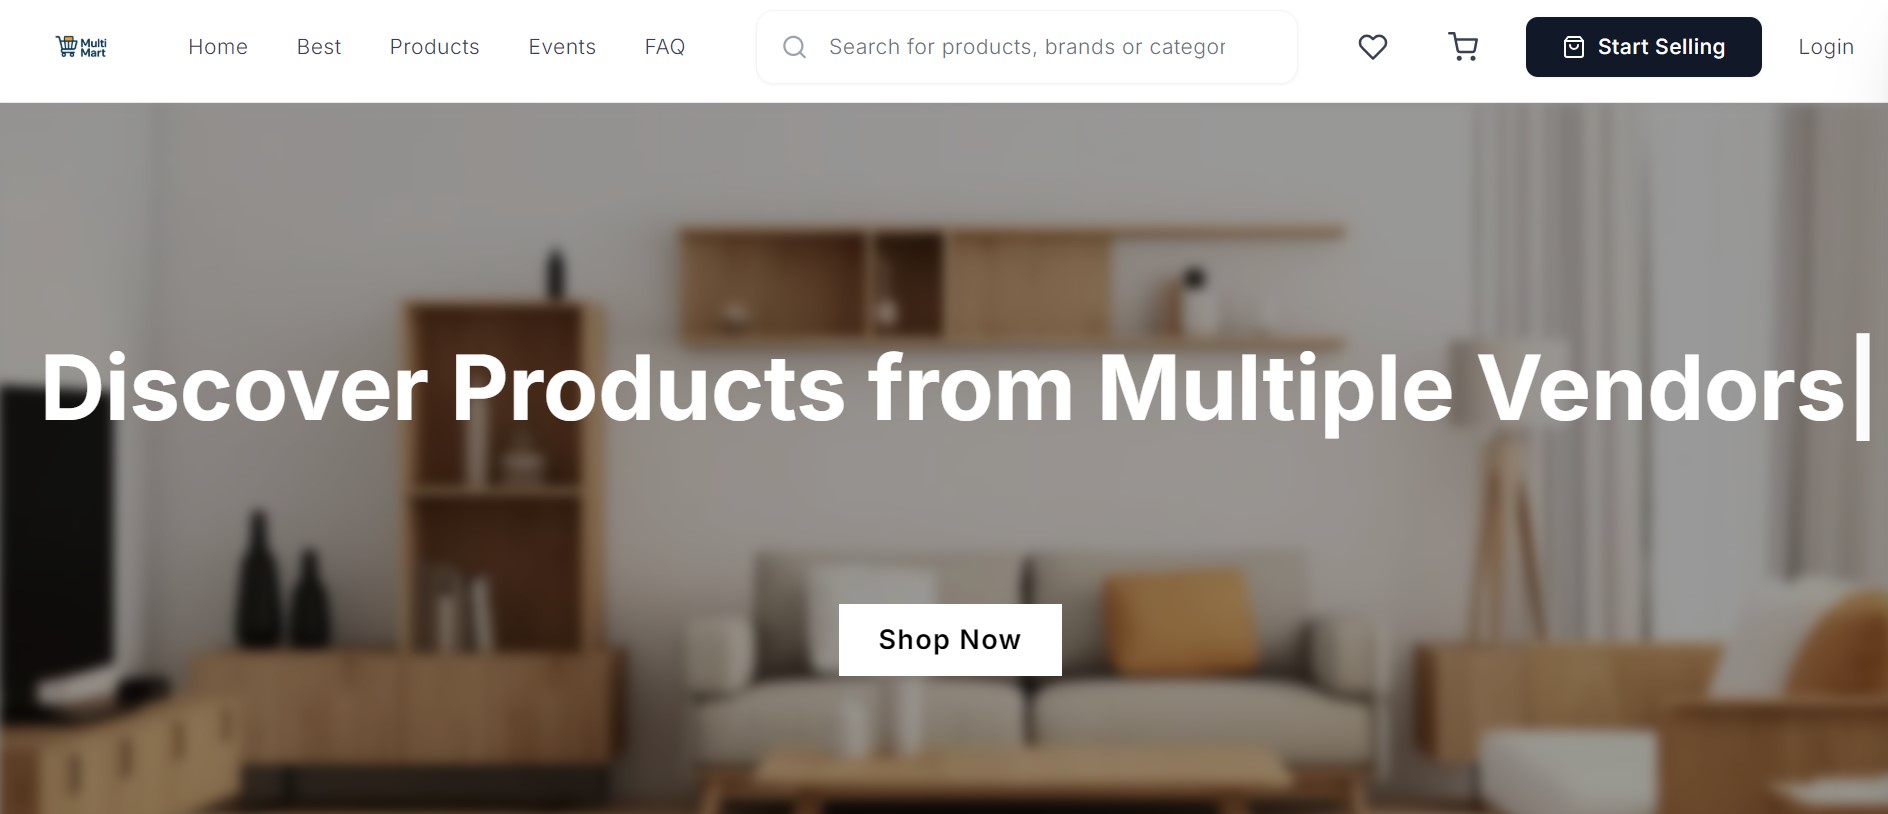 Multi
Mart
Home
Best
Products
Events
FAQ
Search for products, brands or categor
Start Selling
Login
Discover Products from Multiple Vendors|
Shop Now